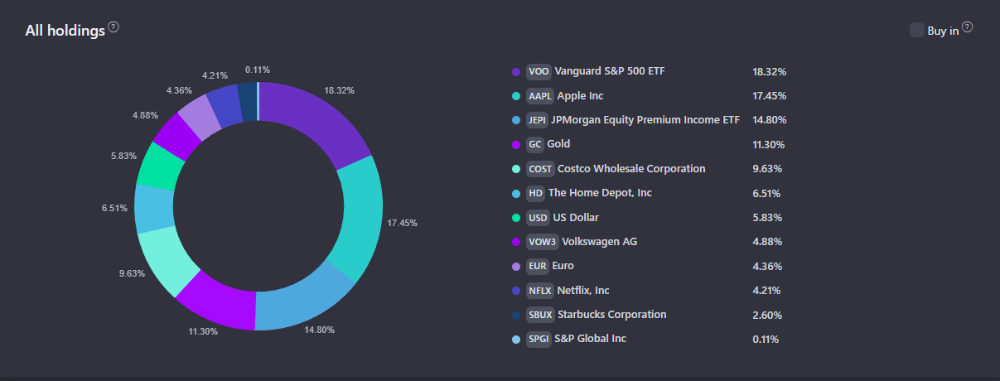 All holdings ?
Buy in ?
0.11%
4.21%
4.36%
4.88%
5.83%
6.51%
9.63%
11.30%
14.80%
17.45%
18.32%
VOO Vanguard S&P 500 ETF 18.32%
AAPL Apple Inc 17.45%
JEPI JPMorgan Equity Premium Income ETF 14.80%
GC Gold 11.30%
COST Costco Wholesale Corporation 9.63%
HD The Home Depot, Inc 6.51%
USD US Dollar 5.83%
VOW3 Volkswagen AG 4.88%
EUR Euro 4.36%
NFLX Netflix, Inc 4.21%
SBUX Starbucks Corporation 2.60%
SPGI S&P Global Inc 0.11%